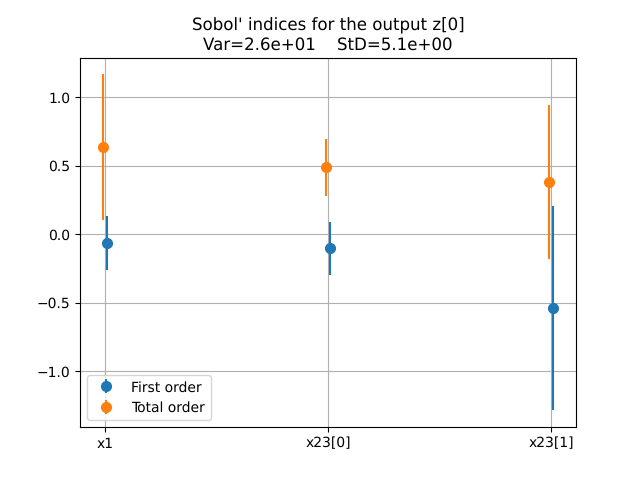 Sobol' indices for the output z[0]
Var=2.6e+01    StD=5.1e+00
1.0
0.5
0.0
−0.5
−1.0
First order
Total order
x1
x23[0]
x23[1]